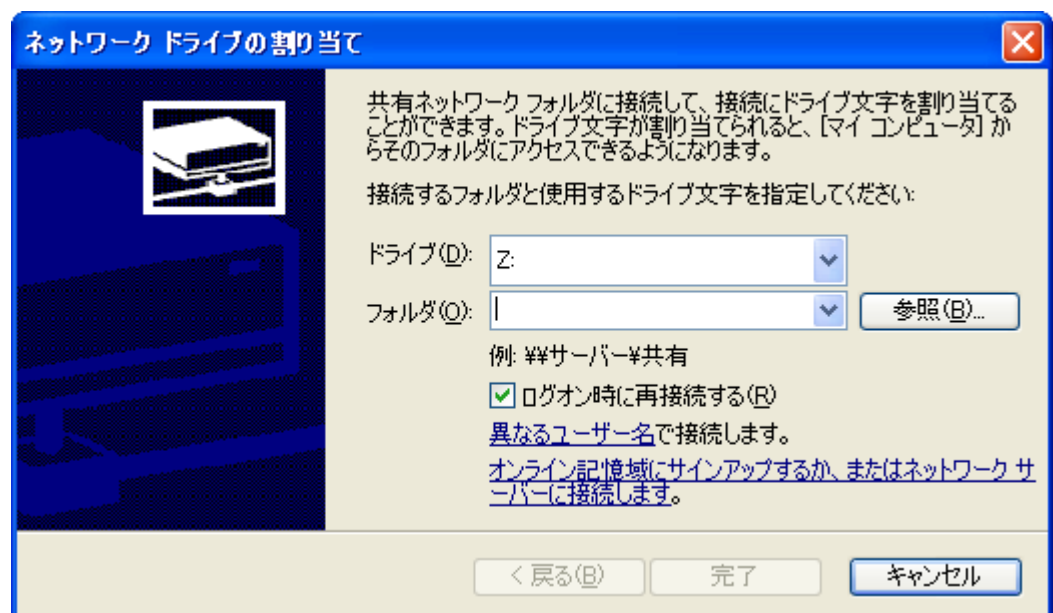 ネットワーク ドライブの割り当て
共有ネットワーク フォルダに接続して、接続にドライブ文字を割り当てる
ことができます。ドライブ文字が割り当てられると、[マイ コンピュータ] か
らそのフォルダにアクセスできるようになります。
接続するフォルダと使用するドライブ文字を指定してください:
ドライブ(D): Z:
フォルダ(O): 参照(B)...
例: ¥¥サーバー¥共有
ログオン時に再接続する(R)
異なるユーザー名で接続します。
オンライン記憶域にサインアップするか、またはネットワーク サ
ーバーに接続します。
< 戻る(B) 完了 キャンセル